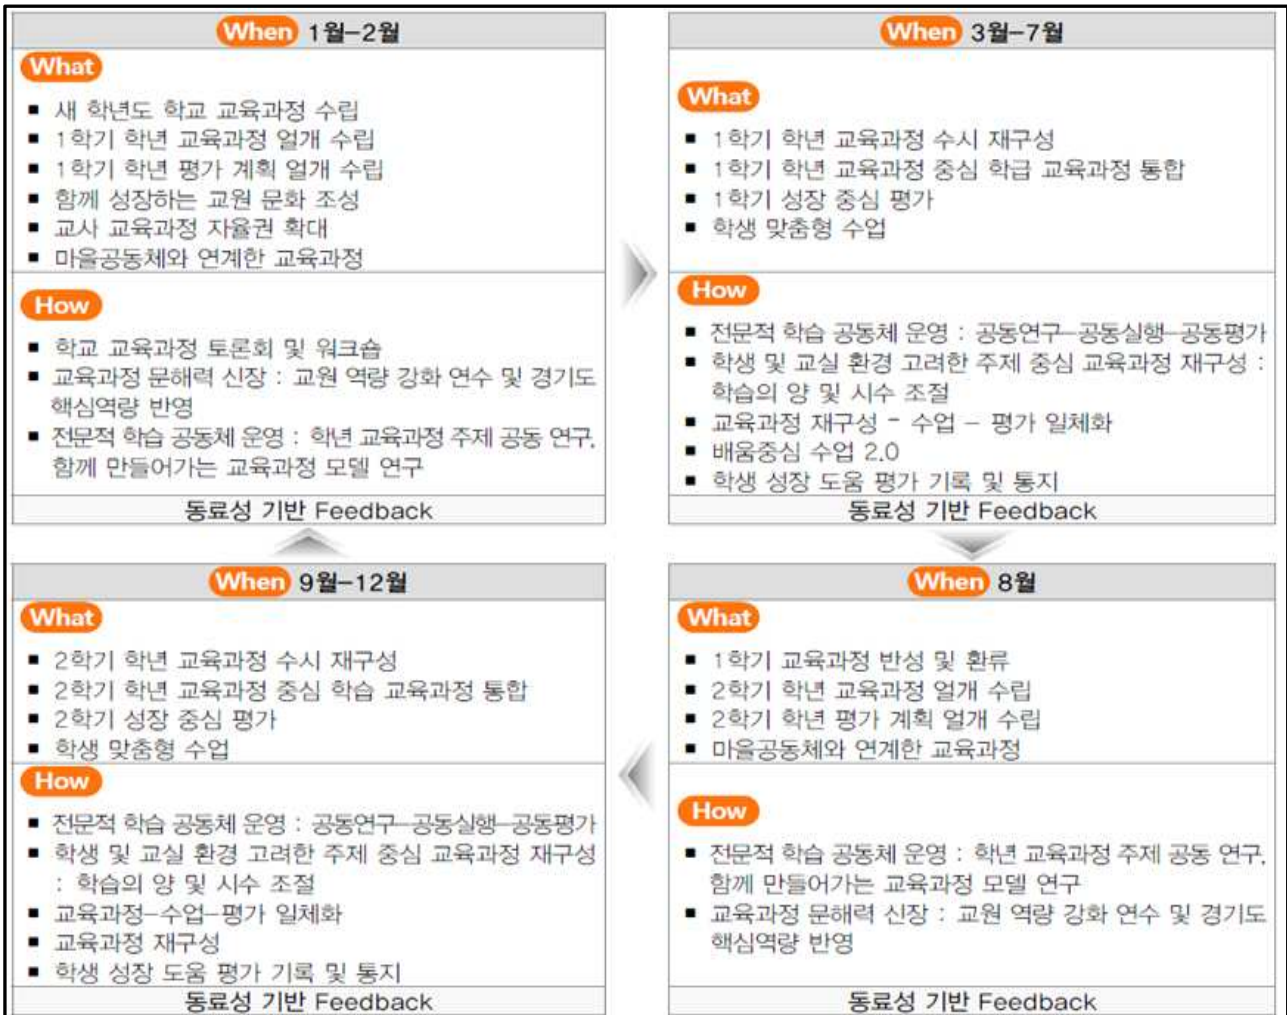 When 1월-2월
What
■ 새 학년도 학교 교육과정 수립
■ 1학기 학년 교육과정 얼개 수립
■ 1학기 학년 평가 계획 얼개 수립
■ 함께 성장하는 교원 문화 조성
■ 교사 교육과정 자율권 확대
■ 마을공동체와 연계한 교육과정
How
■ 학교 교육과정 토론회 및 워크숍
■ 교육과정 문해력 신장 : 교원 역량 강화 연수 및 경기도
핵심역량 반영
■ 전문적 학습 공동체 운영 : 학년 교육과정 주제 공동 연구,
함께 만들어가는 교육과정 모델 연구
동료성 기반 Feedback
When 3월-7월
What
■ 1학기 학년 교육과정 수시 재구성
■ 1학기 학년 교육과정 중심 학급 교육과정 통합
■ 1학기 성장 중심 평가
■ 학생 맞춤형 수업
How
■ 전문적 학습 공동체 운영 : 공동연구-공동실행-공동평가
■ 학생 및 교실 환경 고려한 주제 중심 교육과정 재구성 :
학습의 양 및 시수 조절
■ 교육과정 재구성 - 수업 - 평가 일체화
■ 배움중심 수업 2.0
■ 학생 성장 도움 평가 기록 및 통지
동료성 기반 Feedback
When 9월-12월
What
■ 2학기 학년 교육과정 수시 재구성
■ 2학기 학년 교육과정 중심 학습 교육과정 통합
■ 2학기 성장 중심 평가
■ 학생 맞춤형 수업
How
■ 전문적 학습 공동체 운영 : 공동연구-공동실행-공동평가
■ 학생 및 교실 환경 고려한 주제 중심 교육과정 재구성
: 학습의 양 및 시수 조절
■ 교육과정-수업-평가 일체화
■ 교육과정 재구성
■ 학생 성장 도움 평가 기록 및 통지
동료성 기반 Feedback
When 8월
What
■ 1학기 교육과정 반성 및 환류
■ 2학기 학년 교육과정 얼개 수립
■ 2학기 학년 평가 계획 얼개 수립
■ 마을공동체와 연계한 교육과정
How
■ 전문적 학습 공동체 운영 : 학년 교육과정 주제 공동 연구,
함께 만들어가는 교육과정 모델 연구
■ 교육과정 문해력 신장 : 교원 역량 강화 연수 및 경기도
핵심역량 반영
동료성 기반 Feedback